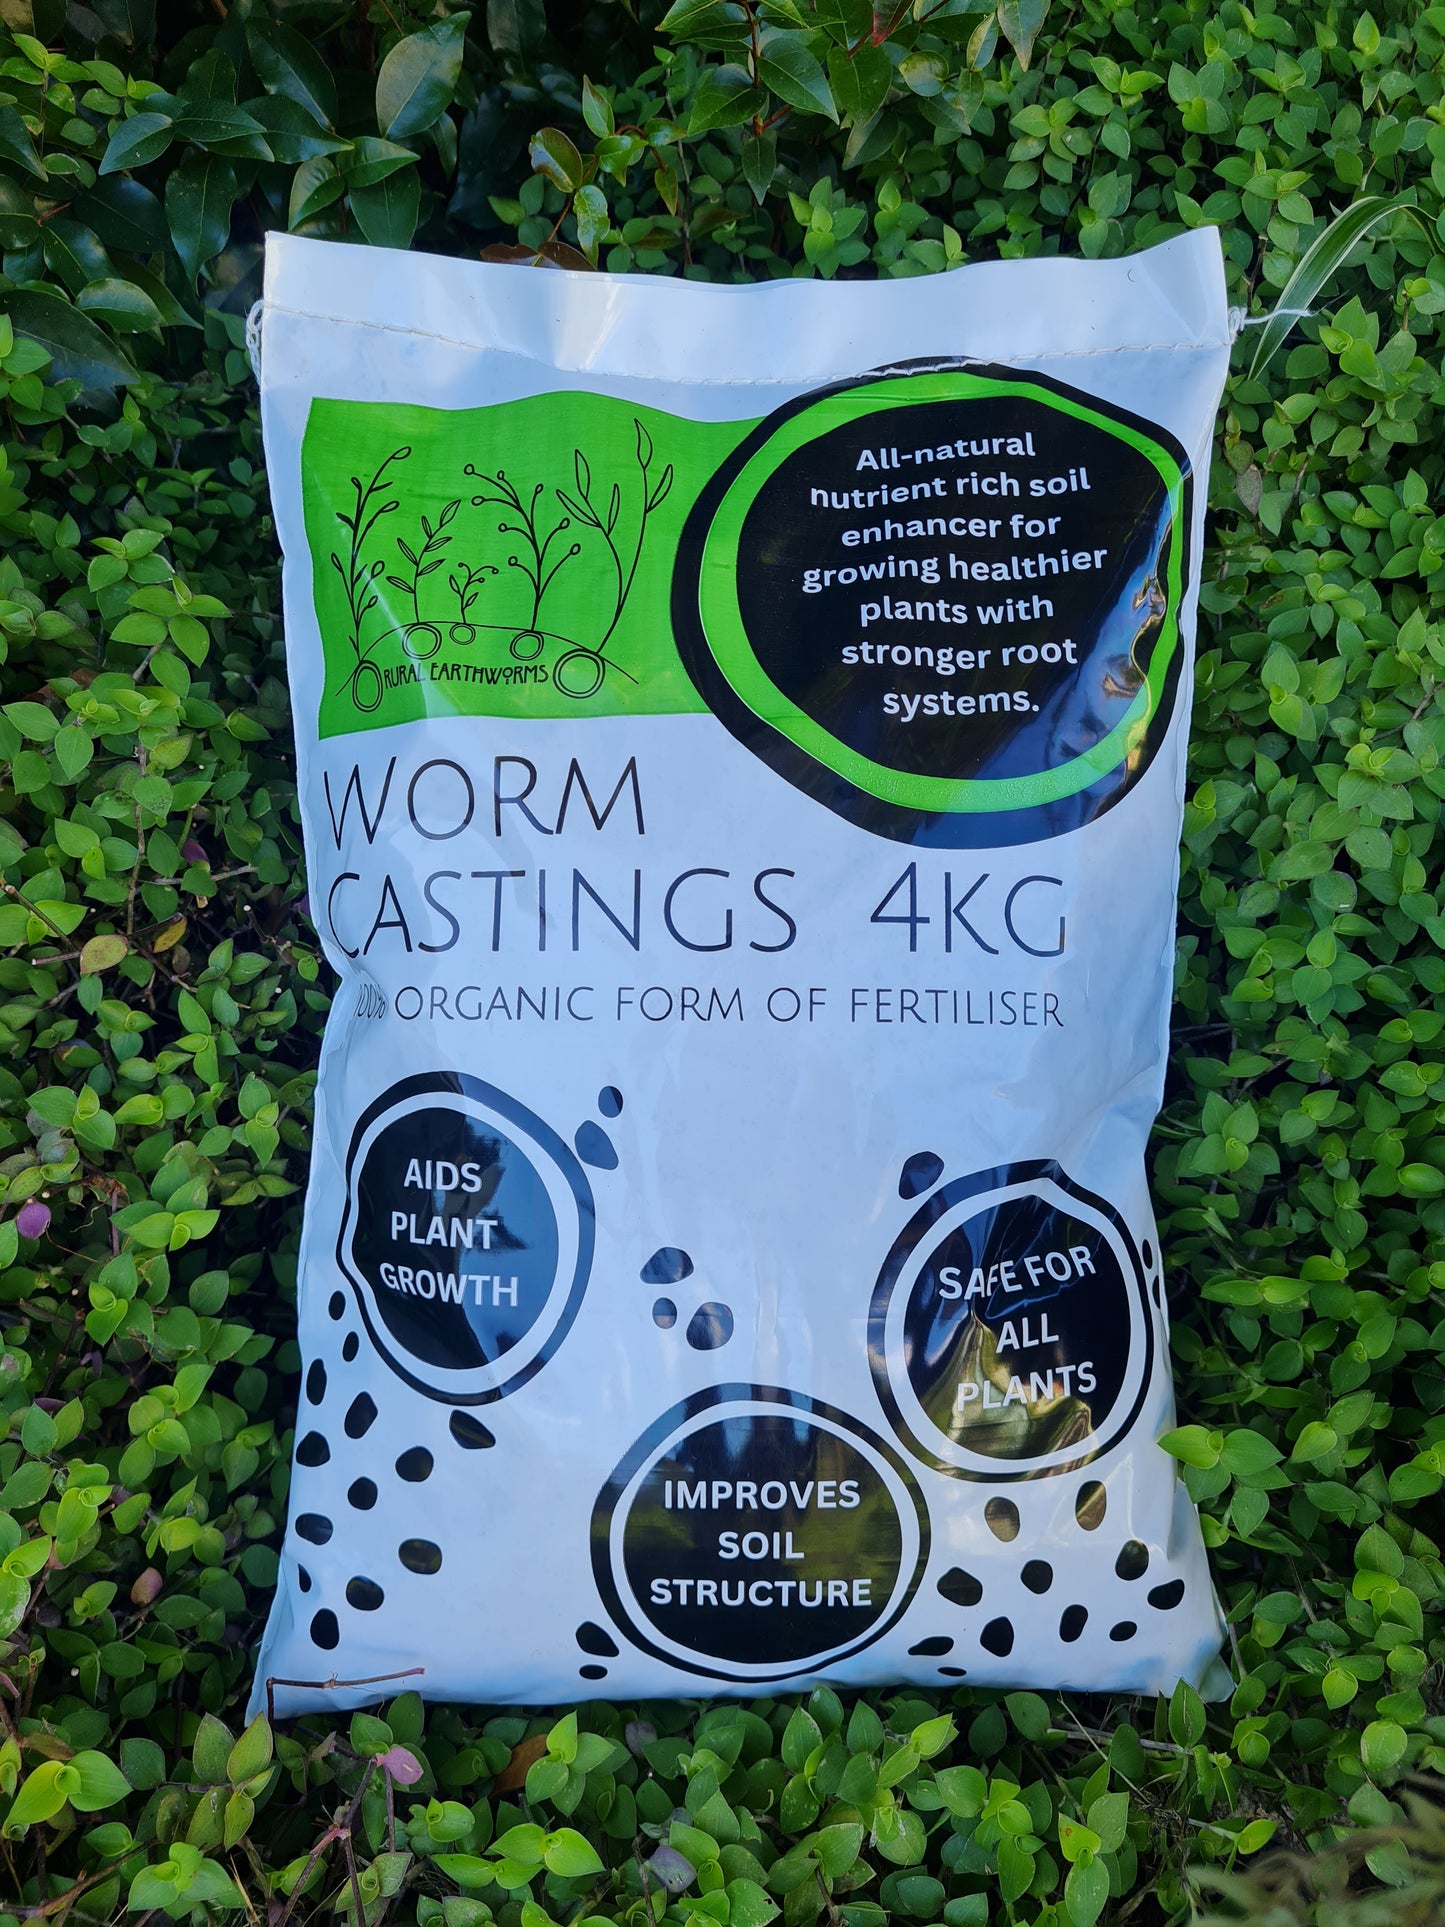 RURAL EARTHWORMS
All-natural
nutrient rich soil
enhancer for
growing healthier
plants with
stronger root
systems.
WORM
CASTINGS 4KG
100% ORGANIC FORM OF FERTILISER
AIDS
PLANT
GROWTH
SAFE FOR
ALL
PLANTS
IMPROVES
SOIL
STRUCTURE